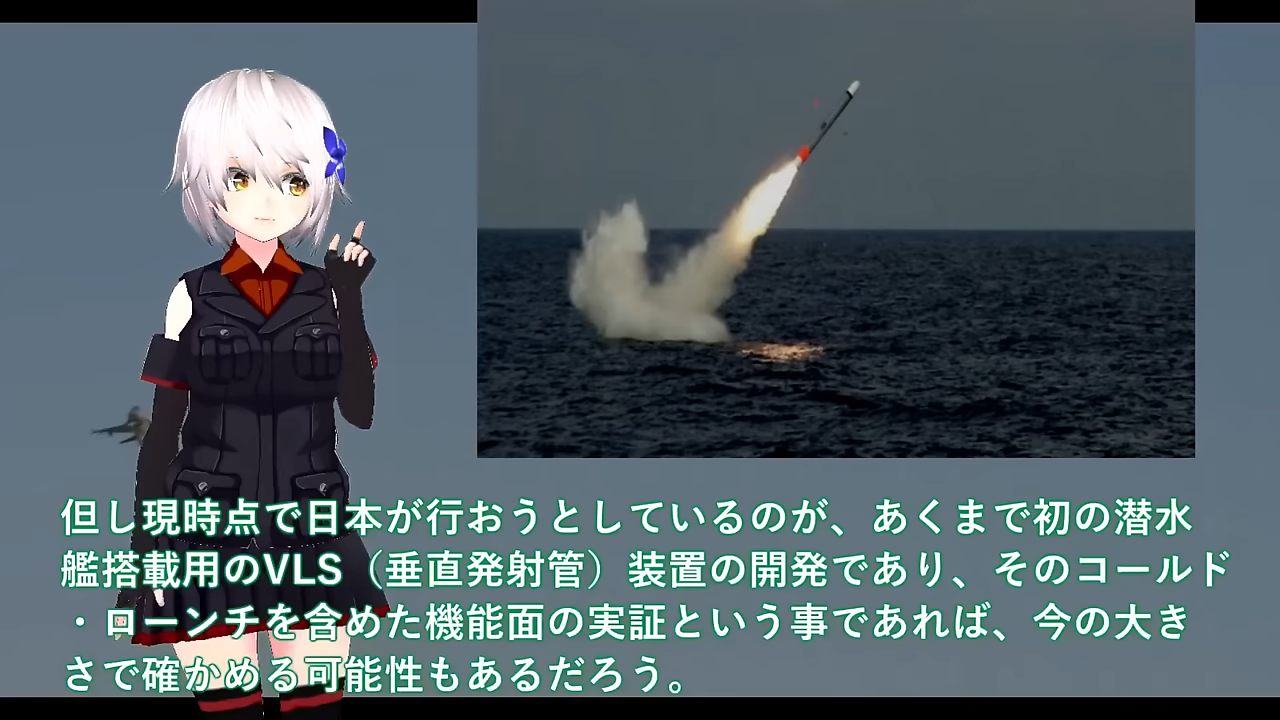 但し現時点で日本が行おうとしているのが、あくまで初の潜水
艦搭載用のVLS（垂直発射管）装置の開発であり、そのコールド
・ローンチを含めた機能面の実証という事であれば、今の大き
さで確かめる可能性もあるだろう。